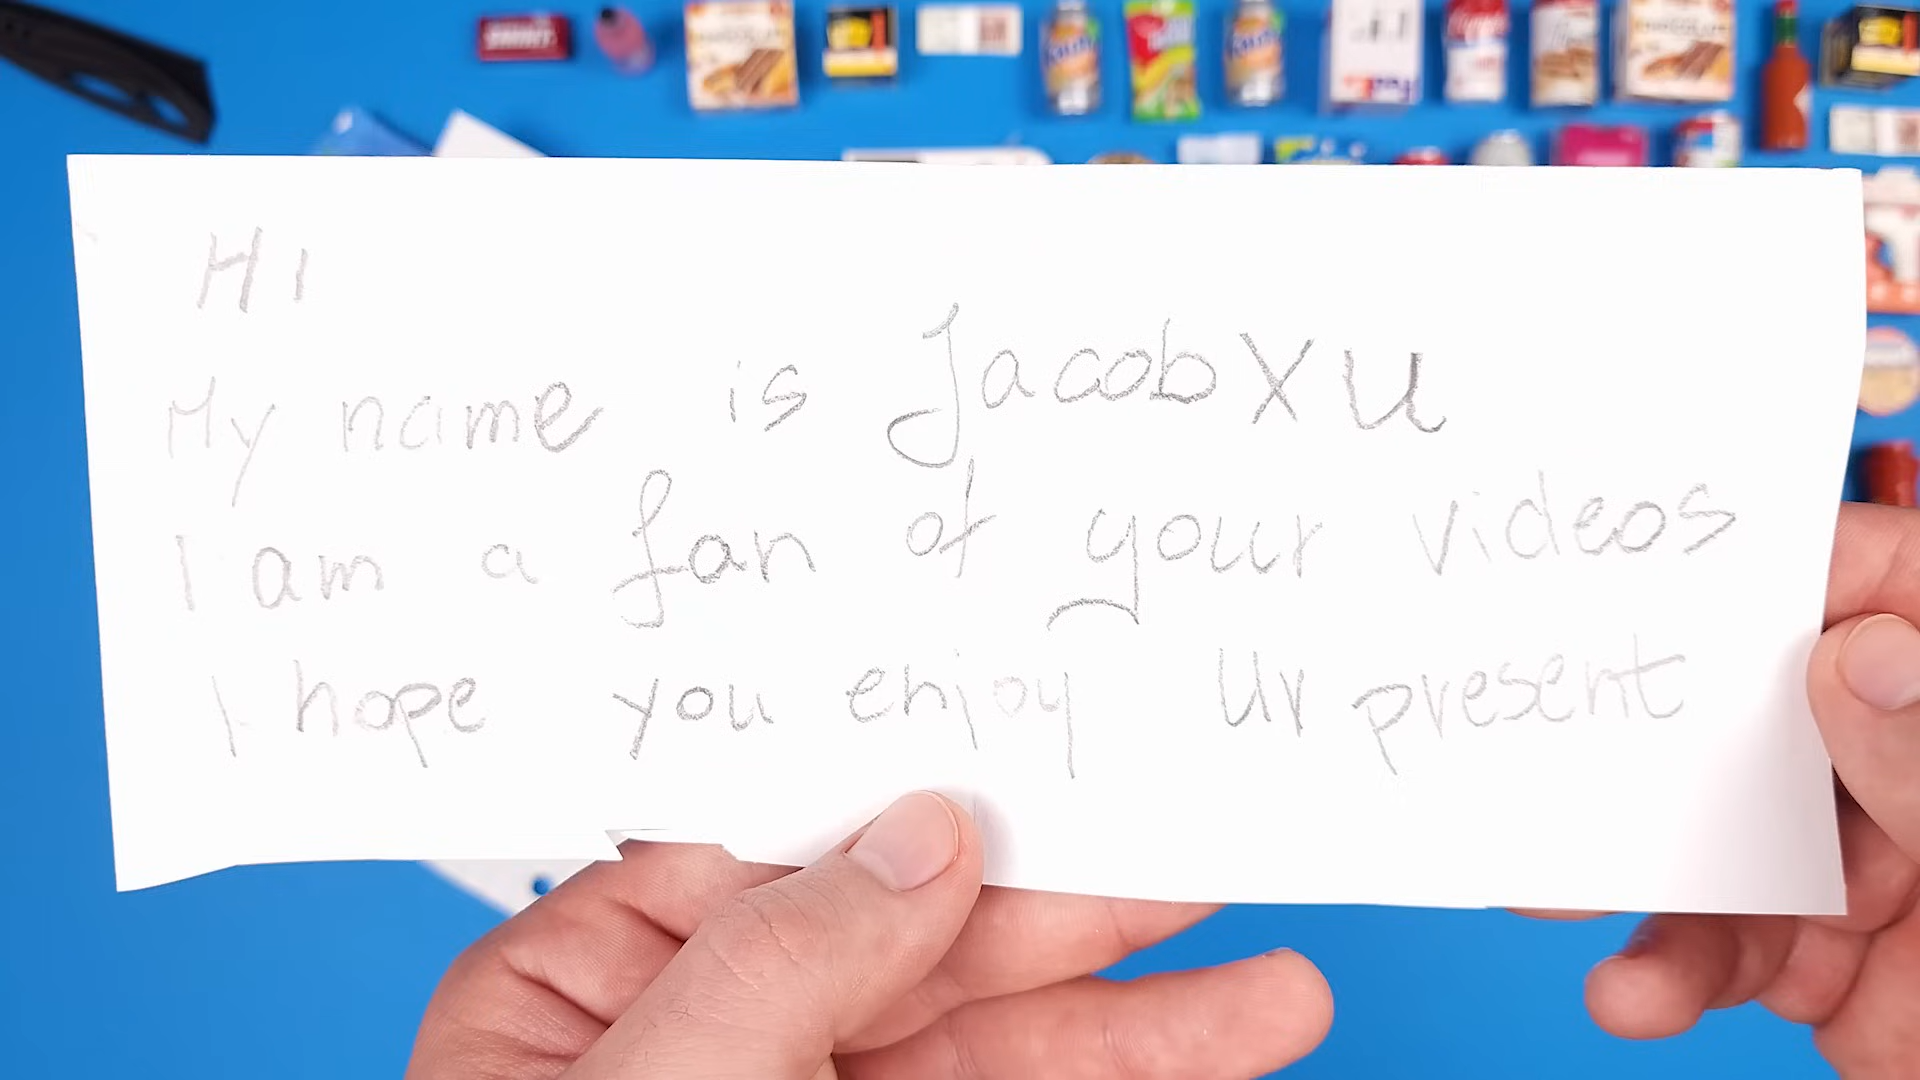 Hi
My name is Jacob XU
I am a fan of your videos
I hope you enjoy Ur present